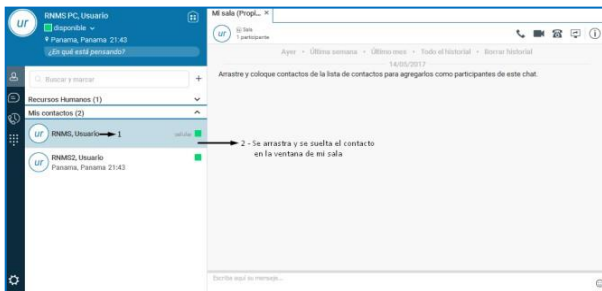 ur
RNMS PC, Usuario
disponible
Panama, Panama 21:43
¿En qué está pensando?
Buscar y marcar
+
Recursos Humanos (1)
Mis contactos (2)
ur
RNMS, Usuario 1
ur
RNMS2, Usuario
Panama, Panama 21:43
Mi sala (Propi... ×
ur
Sala
1 participante
Ayer • Última semana • Último mes • Todo el historial • Borrar historial
14/05/2017
Arrastre y coloque contactos de la lista de contactos para agregarlos como participantes de este chat.
2 - Se arrastra y se suelta el contacto
en la ventana de mi sala
Escriba aquí su mensaje...